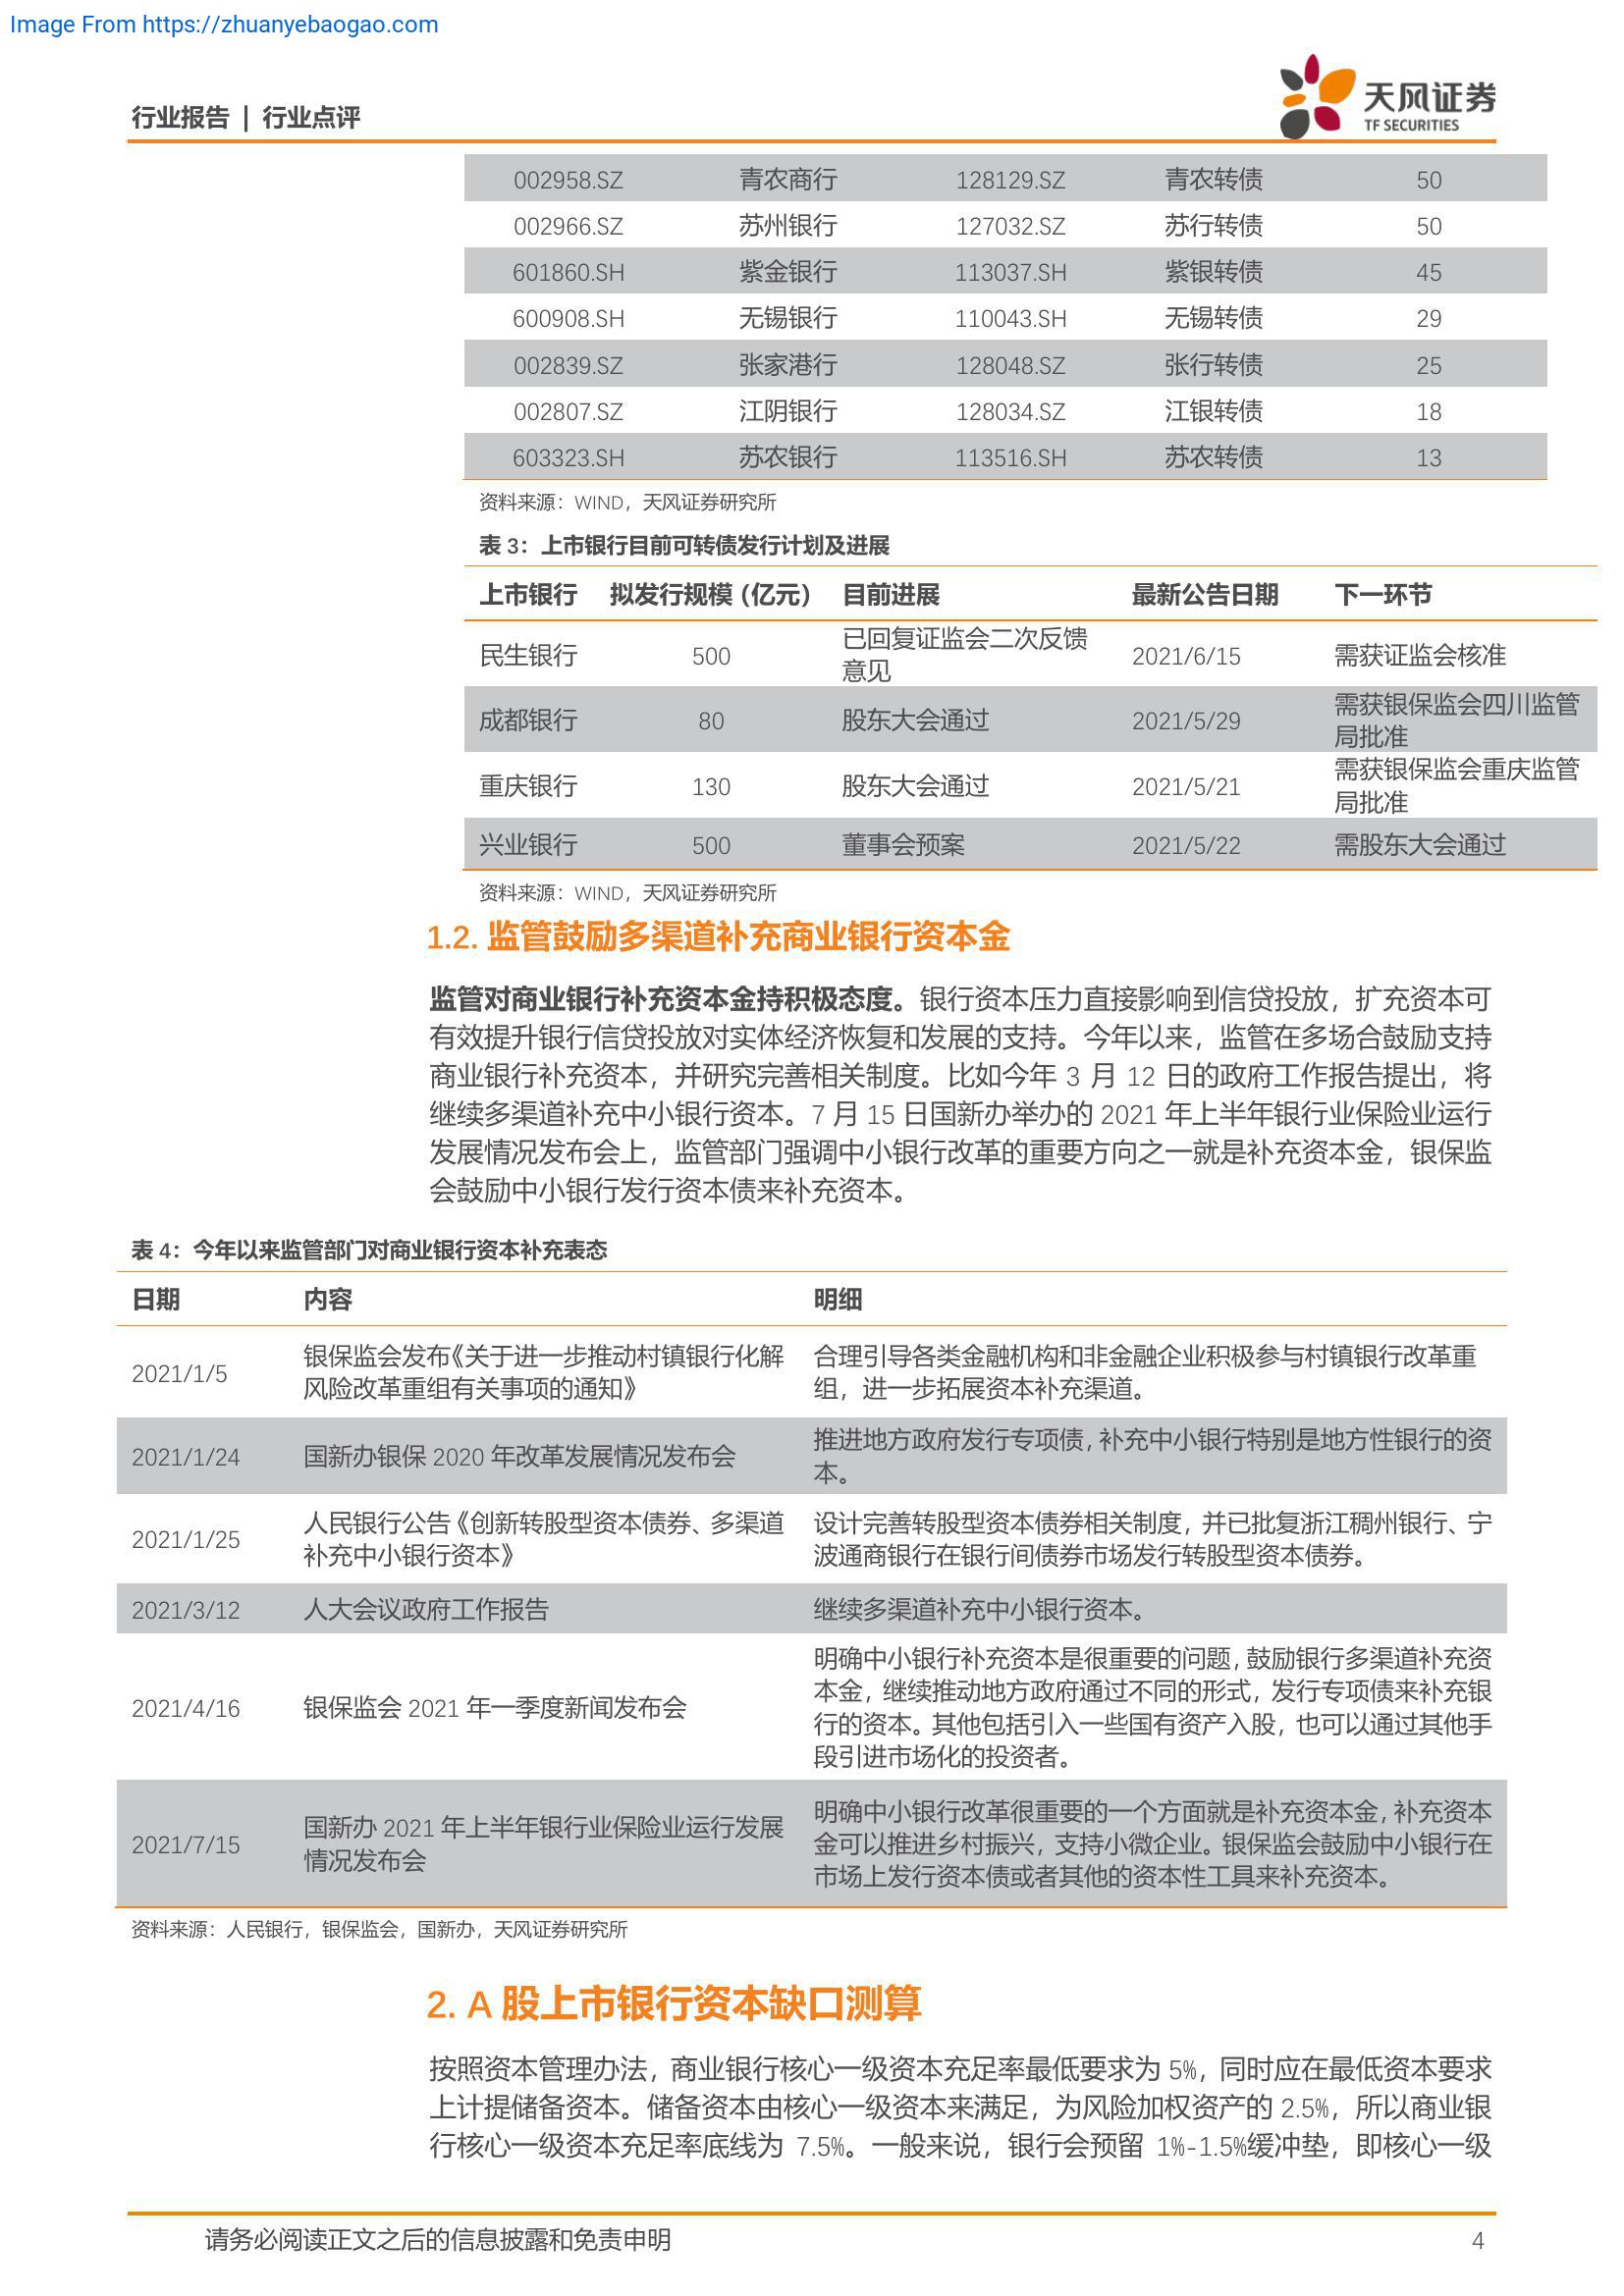 Image From https://zhuanyebaogao.com
行业报告 | 行业点评
天风证券
TF SECURITIES
002958.SZ 青农商行 128129.SZ 青农转债 50
002966.SZ 苏州银行 127032.SZ 苏行转债 50
601860.SH 紫金银行 113037.SH 紫银转债 45
600908.SH 无锡银行 110043.SH 无锡转债 29
002839.SZ 张家港行 128048.SZ 张行转债 25
002807.SZ 江阴银行 128034.SZ 江银转债 18
603323.SH 苏农银行 113516.SH 苏农转债 13
资料来源：WIND，天风证券研究所
表 3：上市银行目前可转债发行计划及进展
上市银行 拟发行规模（亿元） 目前进展 最新公告日期 下一环节
民生银行 500 已回复证监会二次反馈
意见 2021/6/15 需获证监会核准
成都银行 80 股东大会通过 2021/5/29 需获银保监会四川监管
局批准
重庆银行 130 股东大会通过 2021/5/21 需获银保监会重庆监管
局批准
兴业银行 500 董事会预案 2021/5/22 需股东大会通过
资料来源：WIND，天风证券研究所
1.2. 监管鼓励多渠道补充商业银行资本金
监管对商业银行补充资本金持积极态度。银行资本压力直接影响到信贷投放，扩充资本可
有效提升银行信贷投放对实体经济恢复和发展的支持。今年以来，监管在多场合鼓励支持
商业银行补充资本，并研究完善相关制度。比如今年 3 月 12 日的政府工作报告提出，将
继续多渠道补充中小银行资本。7 月 15 日国新办举办的 2021 年上半年银行业保险业运行
发展情况发布会上，监管部门强调中小银行改革的重要方向之一就是补充资本金，银保监
会鼓励中小银行发行资本债来补充资本。
表 4：今年以来监管部门对商业银行资本补充表态
日期 内容 明细
2021/1/5 银保监会发布《关于进一步推动村镇银行化解
风险改革重组有关事项的通知》 合理引导各类金融机构和非金融企业积极参与村镇银行改革重
组，进一步拓展资本补充渠道。
2021/1/24 国新办银保 2020 年改革发展情况发布会 推进地方政府发行专项债，补充中小银行特别是地方性银行的资
本。
2021/1/25 人民银行公告《创新转股型资本债券、多渠道
补充中小银行资本》 设计完善转股型资本债券相关制度，并已批复浙江稠州银行、宁
波通商银行在银行间债券市场发行转股型资本债券。
2021/3/12 人大会议政府工作报告 继续多渠道补充中小银行资本。
2021/4/16 银保监会 2021 年一季度新闻发布会 明确中小银行补充资本是很重要的问题，鼓励银行多渠道补充资
本金，继续推动地方政府通过不同的形式，发行专项债来补充银
行的资本。其他包括引入一些国有资产入股，也可以通过其他手
段引进市场化的投资者。
2021/7/15 国新办 2021 年上半年银行业保险业运行发展
情况发布会 明确中小银行改革很重要的一个方面就是补充资本金，补充资本
金可以推进乡村振兴，支持小微企业。银保监会鼓励中小银行在
市场上发行资本债或者其他的资本性工具来补充资本。
资料来源：人民银行，银保监会，国新办，天风证券研究所
2. A 股上市银行资本缺口测算
按照资本管理办法，商业银行核心一级资本充足率最低要求为 5%，同时应在最低资本要求
上计提储备资本。储备资本由核心一级资本来满足，为风险加权资产的 2.5%，所以商业银
行核心一级资本充足率底线为 7.5%。一般来说，银行会预留 1%-1.5%缓冲垫，即核心一级
请务必阅读正文之后的信息披露和免责申明 4